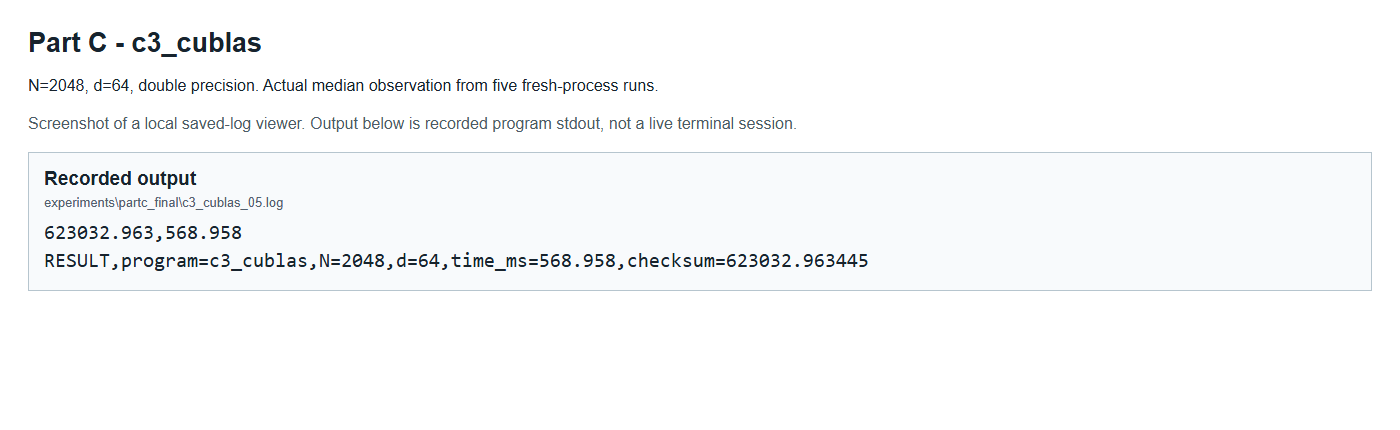 Part C - c3_cublas
N=2048, d=64, double precision. Actual median observation from five fresh-process runs.
Screenshot of a local saved-log viewer. Output below is recorded program stdout, not a live terminal session.
Recorded output
experiments\partc_final\c3_cublas_05.log
623032.963,568.958
RESULT,program=c3_cublas,N=2048,d=64,time_ms=568.958,checksum=623032.963445